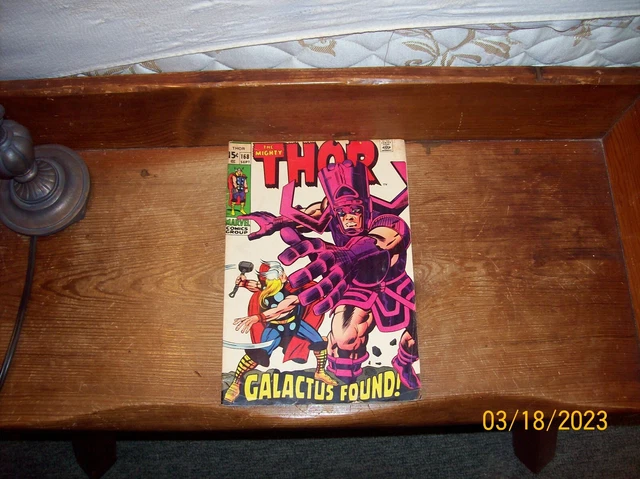 THOR
15¢ 168
SEPT
THE MIGHTY
THOR
MARVEL
COMICS
GROUP
GALACTUS FOUND!
03/18/2023